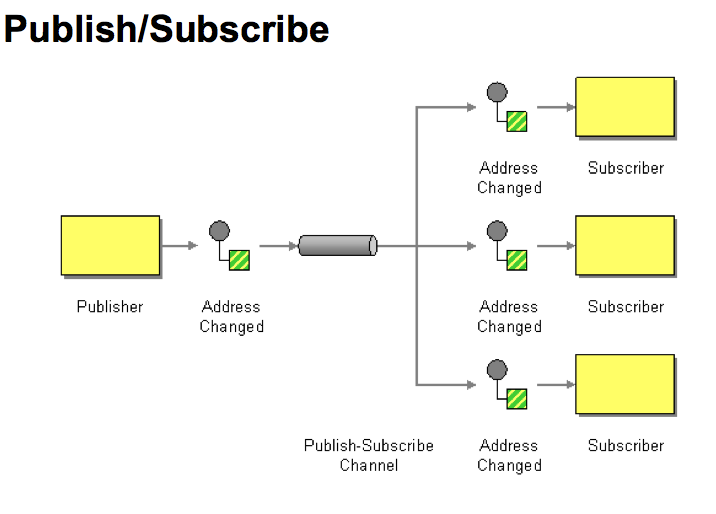 Publish/Subscribe
Address
Changed
Subscriber
Publisher
Address
Changed
Address
Changed
Subscriber
Publish-Subscribe
Channel
Address
Changed
Subscriber